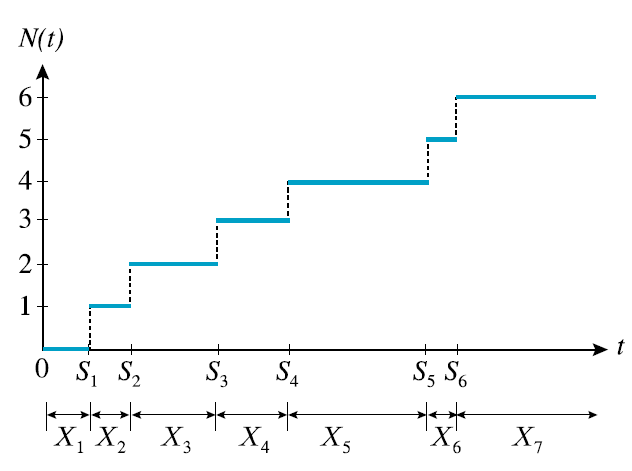 N(t)
6
5
4
3
2
1
t
0 S₁ S₂ S₃ S₄ S₅ S₆
X₁ X₂ X₃ X₄ X₅ X₆ X₇